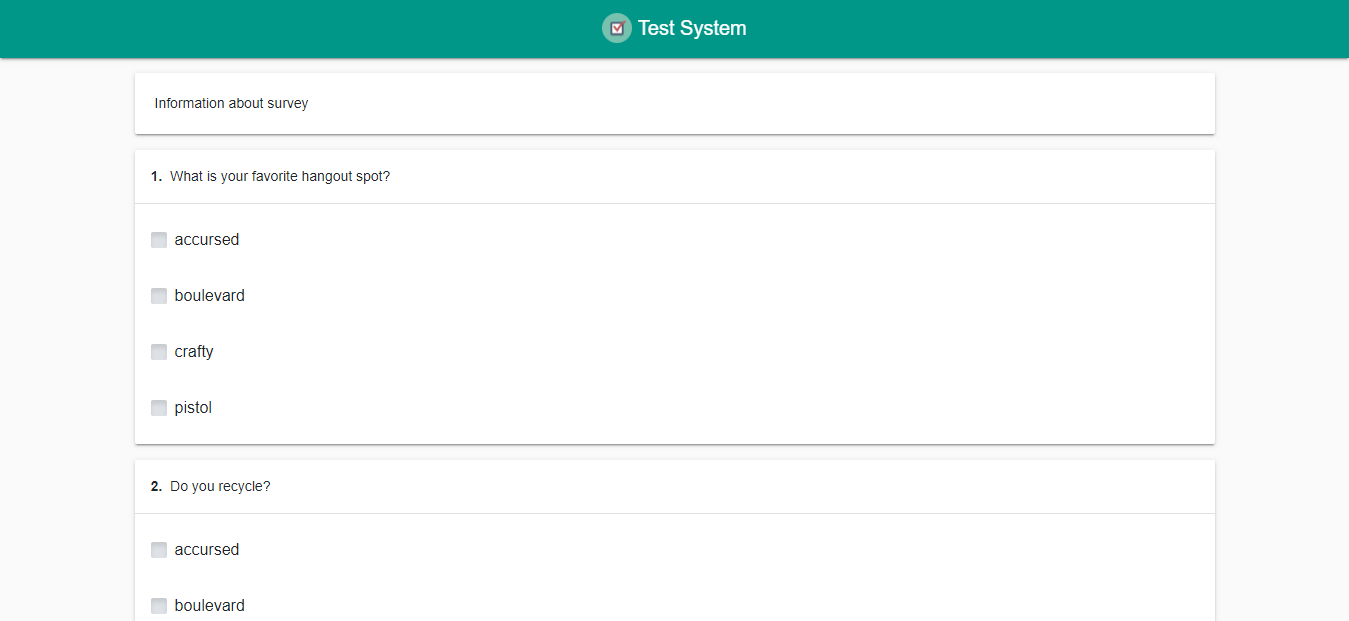 Test System
Information about survey
1. What is your favorite hangout spot?
accursed
boulevard
crafty
pistol
2. Do you recycle?
accursed
boulevard